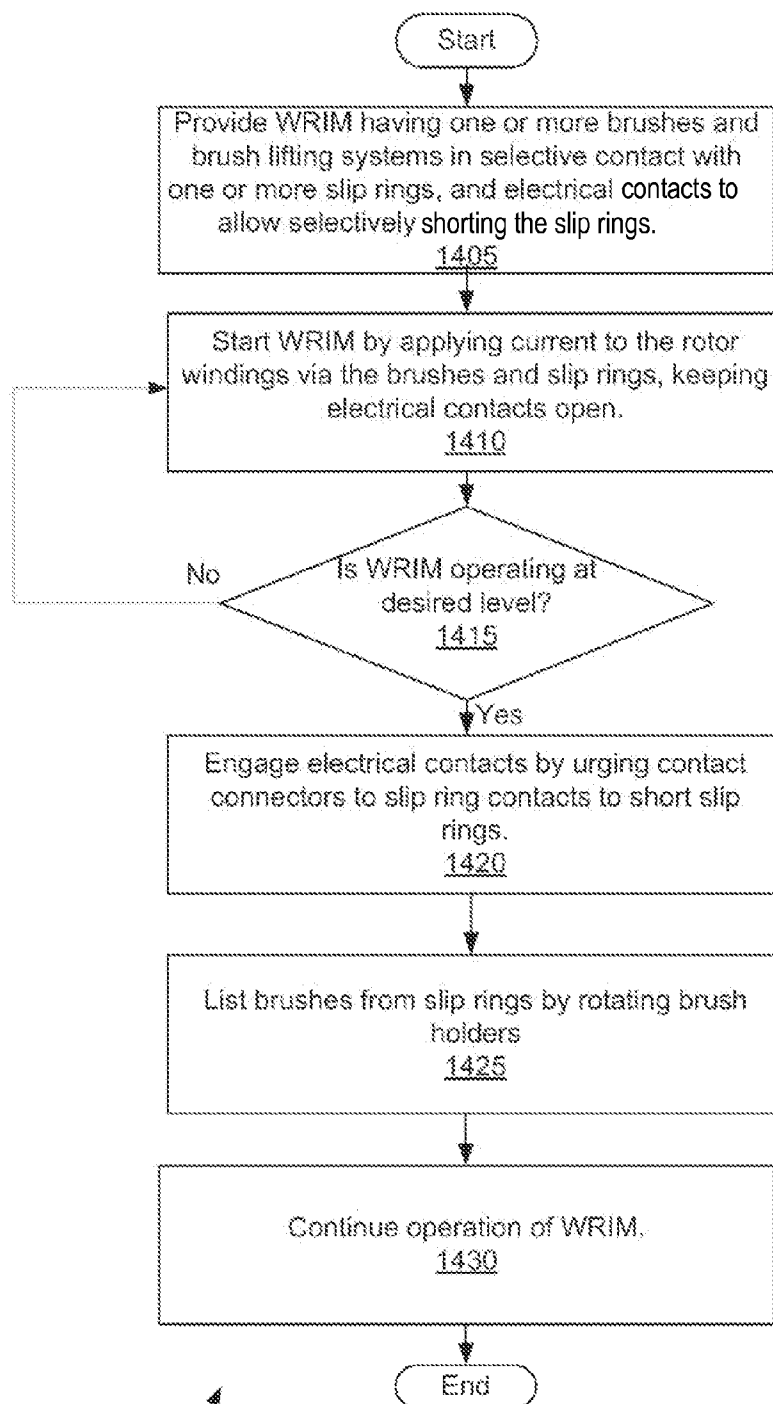 Start
Provide WRIM having one or more brushes and
brush lifting systems in selective contact with
one or more slip rings, and electrical contacts to
allow selectively shorting the slip rings.
1405
Start WRIM by applying current to the rotor
windings via the brushes and slip rings, keeping
electrical contacts open.
1410
No
Is WRIM operating at
desired level?
1415
Yes
Engage electrical contacts by urging contact
connectors to slip ring contacts to short slip
rings.
1420
List brushes from slip rings by rotating brush
holders
1425
Continue operation of WRIM.
1430
End